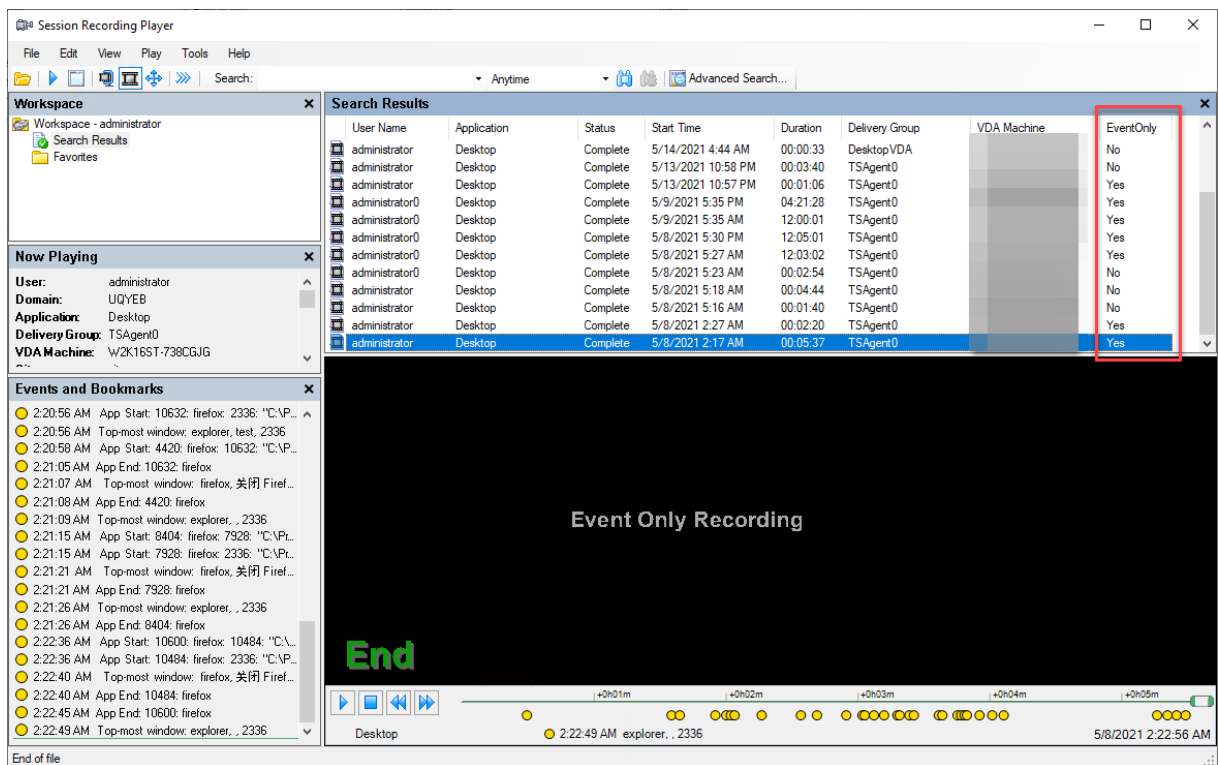 Session Recording Player
File Edit View Play Tools Help
Search: Anytime Advanced Search...
Workspace
Workspace - administrator
Search Results
Favorites
Now Playing
User: administrator
Domain: UQYEB
Application: Desktop
Delivery Group: TSAgent0
VDA Machine: W2K16ST-738CGJG
Events and Bookmarks
2:20:56 AM App Start: 10632: firefox: 2336: "C:\P...
2:20:56 AM Top-most window: explorer, test, 2336
2:20:58 AM App Start: 4420: firefox: 10632: "C:\P...
2:21:05 AM App End: 10632: firefox
2:21:07 AM Top-most window: firefox, 关闭 Firef...
2:21:08 AM App End: 4420: firefox
2:21:09 AM Top-most window: explorer, , 2336
2:21:15 AM App Start: 8404: firefox: 7928: "C:\Pr...
2:21:15 AM App Start: 7928: firefox: 2336: "C:\Pr...
2:21:21 AM Top-most window: firefox, 关闭 Firef...
2:21:21 AM App End: 7928: firefox
2:21:26 AM Top-most window: explorer, , 2336
2:21:26 AM App End: 8404: firefox
2:22:36 AM App Start: 10600: firefox: 10484: "C:\...
2:22:36 AM App Start: 10484: firefox: 2336: "C:\P...
2:22:40 AM Top-most window: firefox, 关闭 Firef...
2:22:40 AM App End: 10484: firefox
2:22:45 AM App End: 10600: firefox
2:22:49 AM Top-most window: explorer, , 2336
Search Results
User Name Application Status Start Time Duration Delivery Group VDA Machine EventOnly
administrator Desktop Complete 5/14/2021 4:44 AM 00:00:33 DesktopVDA No
administrator Desktop Complete 5/13/2021 10:58 PM 00:03:40 TSAgent0 No
administrator Desktop Complete 5/13/2021 10:57 PM 00:01:06 TSAgent0 Yes
administrator0 Desktop Complete 5/9/2021 5:35 PM 04:21:28 TSAgent0 Yes
administrator0 Desktop Complete 5/9/2021 5:35 AM 12:00:01 TSAgent0 Yes
administrator0 Desktop Complete 5/8/2021 5:30 PM 12:05:01 TSAgent0 Yes
administrator0 Desktop Complete 5/8/2021 5:27 AM 12:03:02 TSAgent0 Yes
administrator0 Desktop Complete 5/8/2021 5:23 AM 00:02:54 TSAgent0 No
administrator Desktop Complete 5/8/2021 5:18 AM 00:04:44 TSAgent0 No
administrator Desktop Complete 5/8/2021 5:16 AM 00:01:40 TSAgent0 No
administrator Desktop Complete 5/8/2021 2:27 AM 00:02:20 TSAgent0 Yes
administrator Desktop Complete 5/8/2021 2:17 AM 00:05:37 TSAgent0 Yes
Event Only Recording
End
+0h01m +0h02m +0h03m +0h04m +0h05m
Desktop 2:22:49 AM explorer, , 2336 5/8/2021 2:22:56 AM
End of file